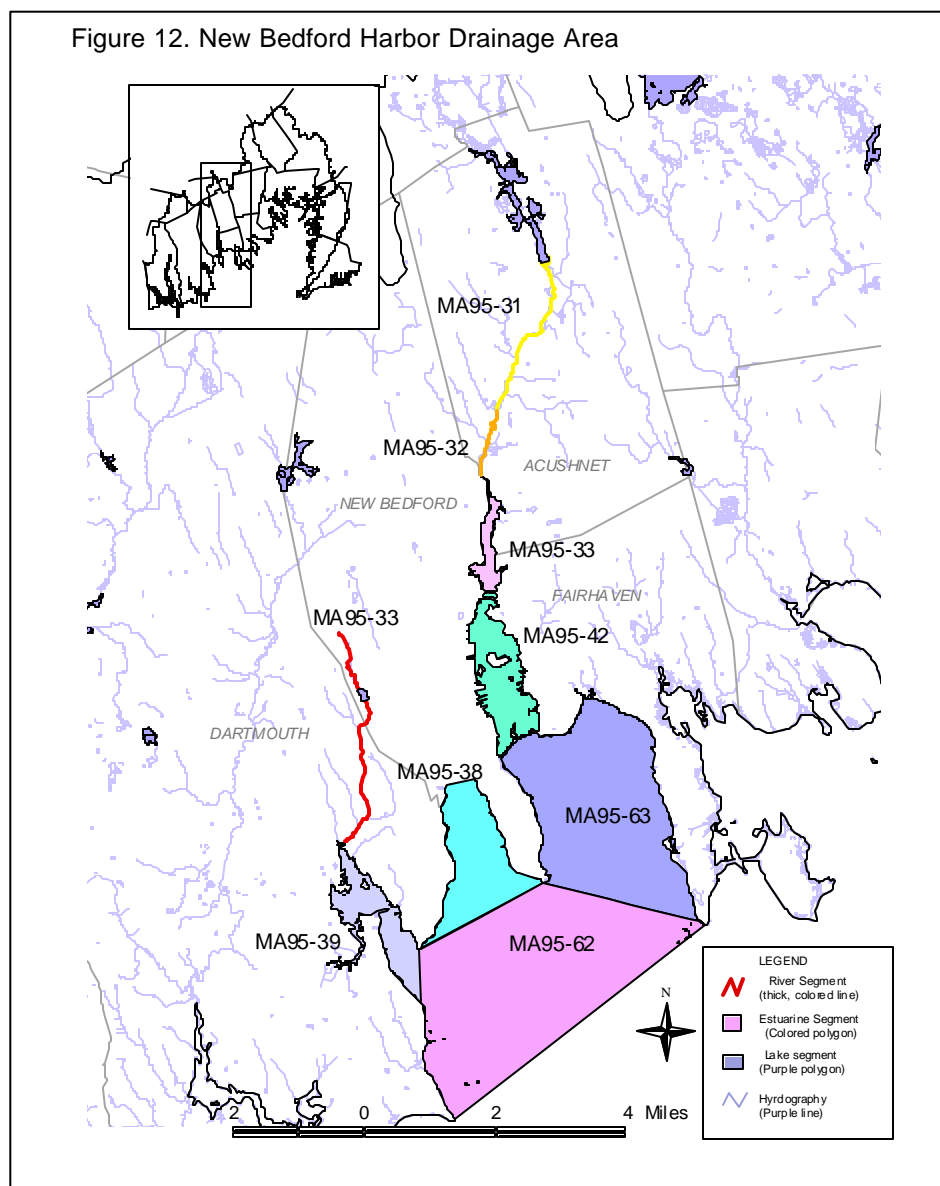 Figure 12. New Bedford Harbor Drainage Area
MA95-31
MA95-32
ACUSHNET
NEW BEDFORD
MA95-33
FAIRHAVEN
MA95-33
MA95-42
DARTMOUTH
MA95-38
MA95-63
MA95-39
MA95-62
LEGEND
River Segment
(thick, colored line)
Estuarine Segment
(Colored polygon)
Lake segment
(Purple polygon)
Hyrdography
(Purple line)
N
2 0 2 4 Miles